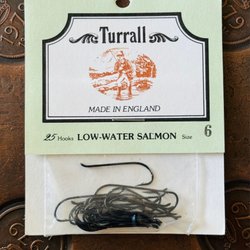 Turrall
MADE IN ENGLAND
25 Hooks LOW-WATER SALMON Size 6